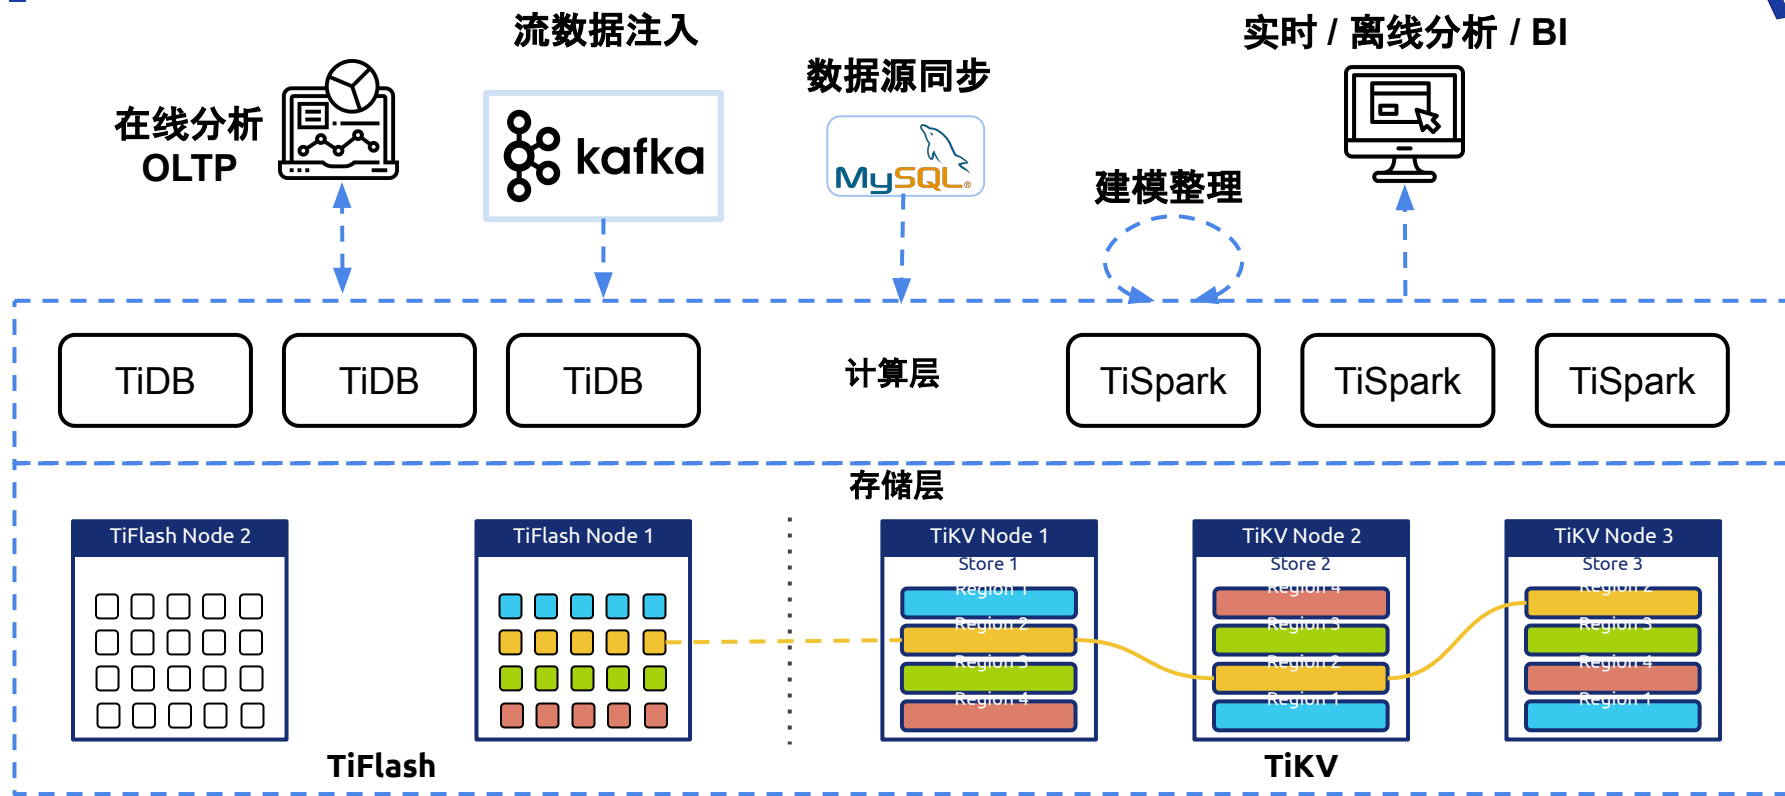 流数据注入
实时 / 离线分析 / BI
数据源同步
在线分析
OLTP
kafka
MySQL
建模整理
TiDB
TiDB
TiDB
计算层
TiSpark
TiSpark
TiSpark
存储层
TiFlash Node 2
TiFlash Node 1
TiKV Node 1
Store 1
Region 1
Region 2
Region 3
Region 4
TiKV Node 2
Store 2
Region 4
Region 3
Region 2
Region 1
TiKV Node 3
Store 3
Region 2
Region 3
Region 4
Region 1
TiFlash
TiKV